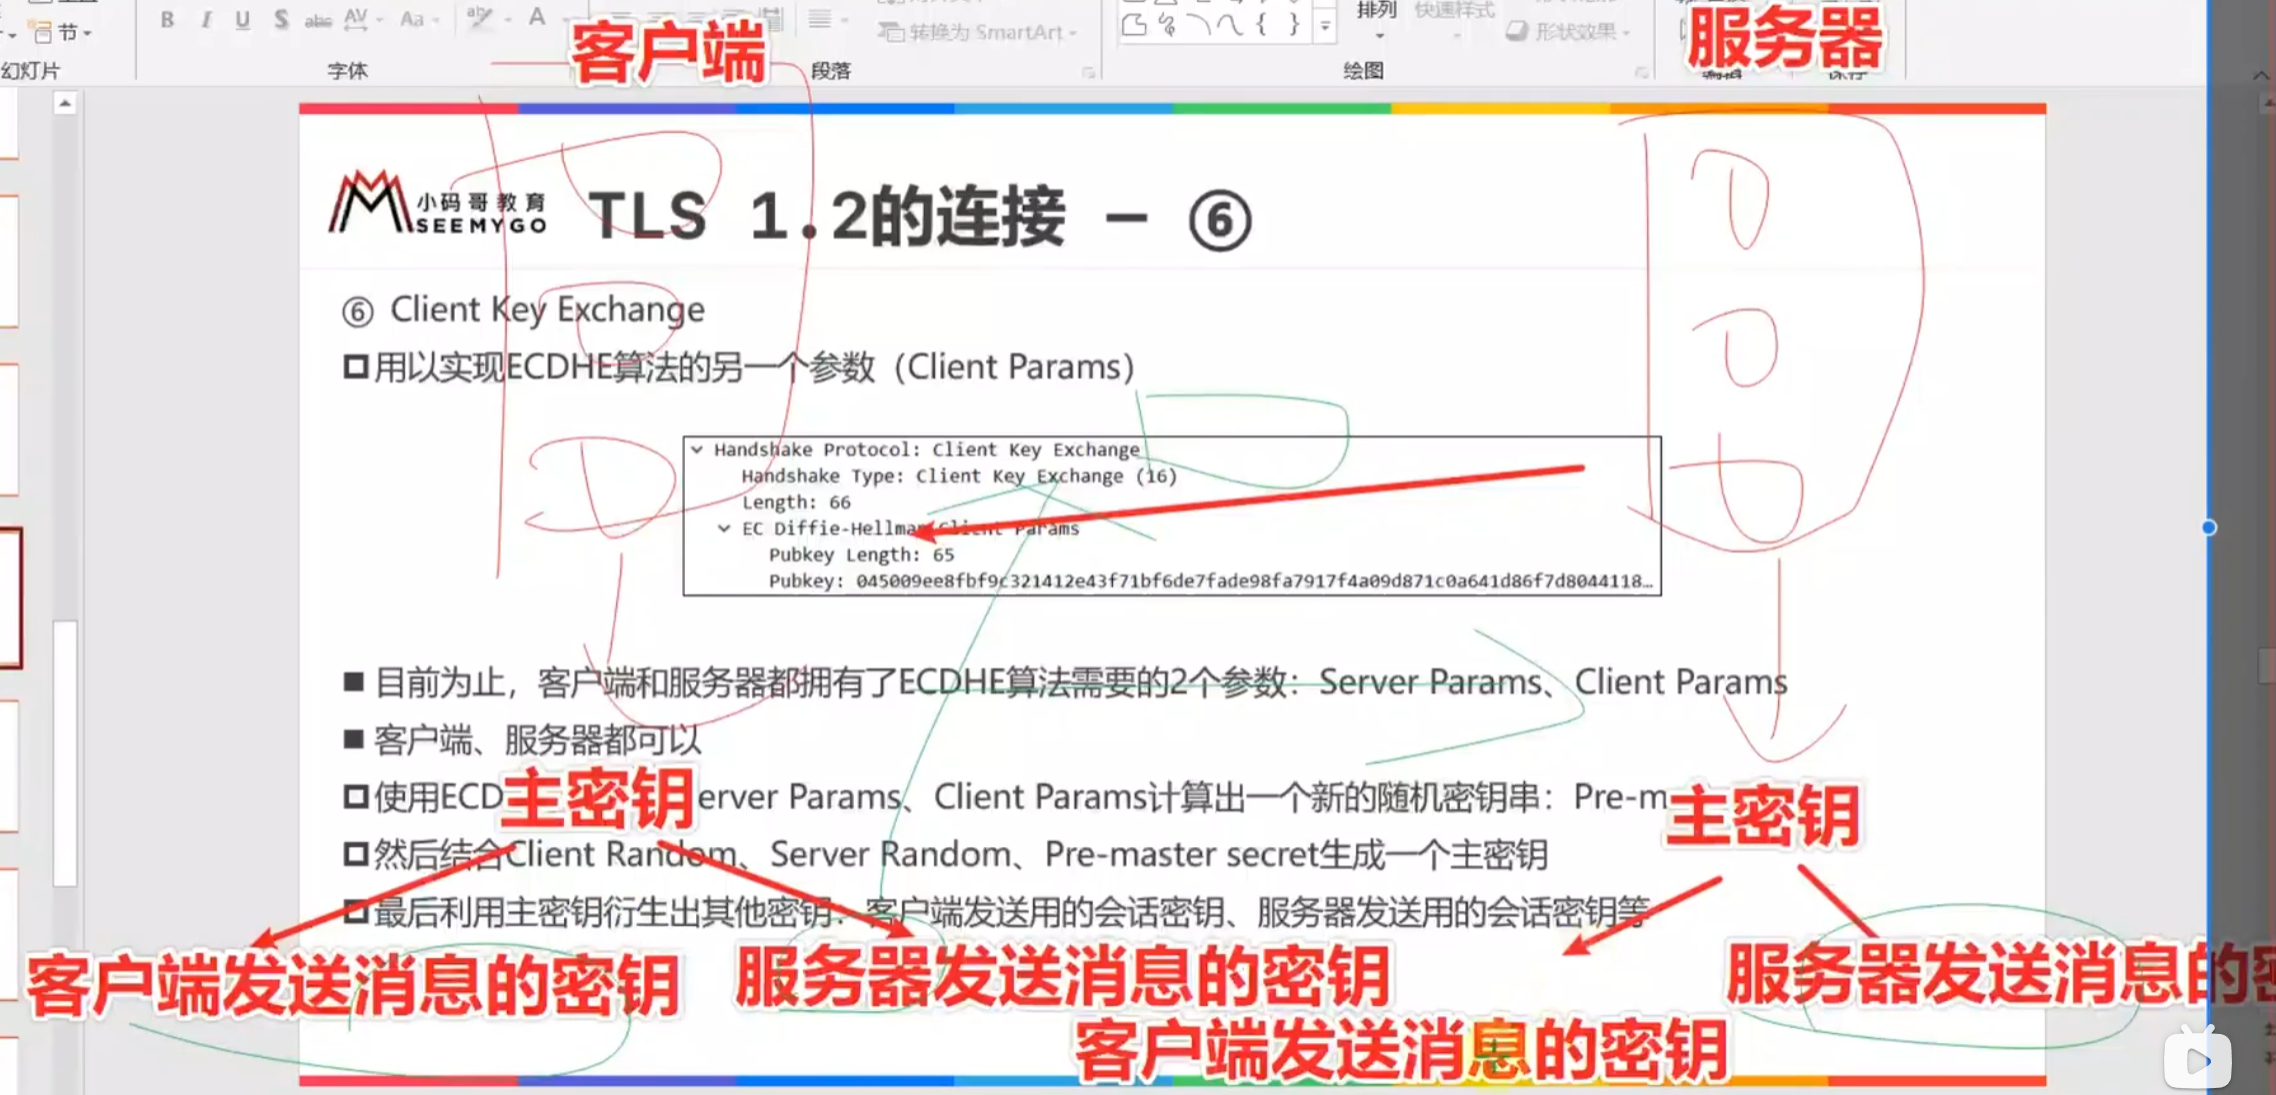 B I U S abc AV Aa A
节
转换为 SmartArt
排列
快速样式
形状效果
幻灯片
字体
段落
绘图
编辑
保存
客户端
服务器
小码哥教育
SEEMYGO
TLS 1.2的连接 – ⑥
⑥ Client Key Exchange
用以实现ECDHE算法的另一个参数（Client Params）
Handshake Protocol: Client Key Exchange
Handshake Type: Client Key Exchange (16)
Length: 66
EC Diffie-Hellman Client Params
Pubkey Length: 65
Pubkey: 045009ee8fbf9c321412e43f71bf6de7fade98fa7917f4a09d871c0a641d86f7d8044118…
■ 目前为止，客户端和服务器都拥有了ECDHE算法需要的2个参数：Server Params、Client Params
■ 客户端、服务器都可以
使用ECD
erver Params、Client Params计算出一个新的随机密钥串：Pre-m
主密钥
主密钥
然后结合Client Random、Server Random、Pre-master secret生成一个主密钥
最后利用主密钥衍生出其他密钥：客户端发送用的会话密钥、服务器发送用的会话密钥等
客户端发送消息的密钥
服务器发送消息的密钥
服务器发送消息的密
客户端发送消息的密钥